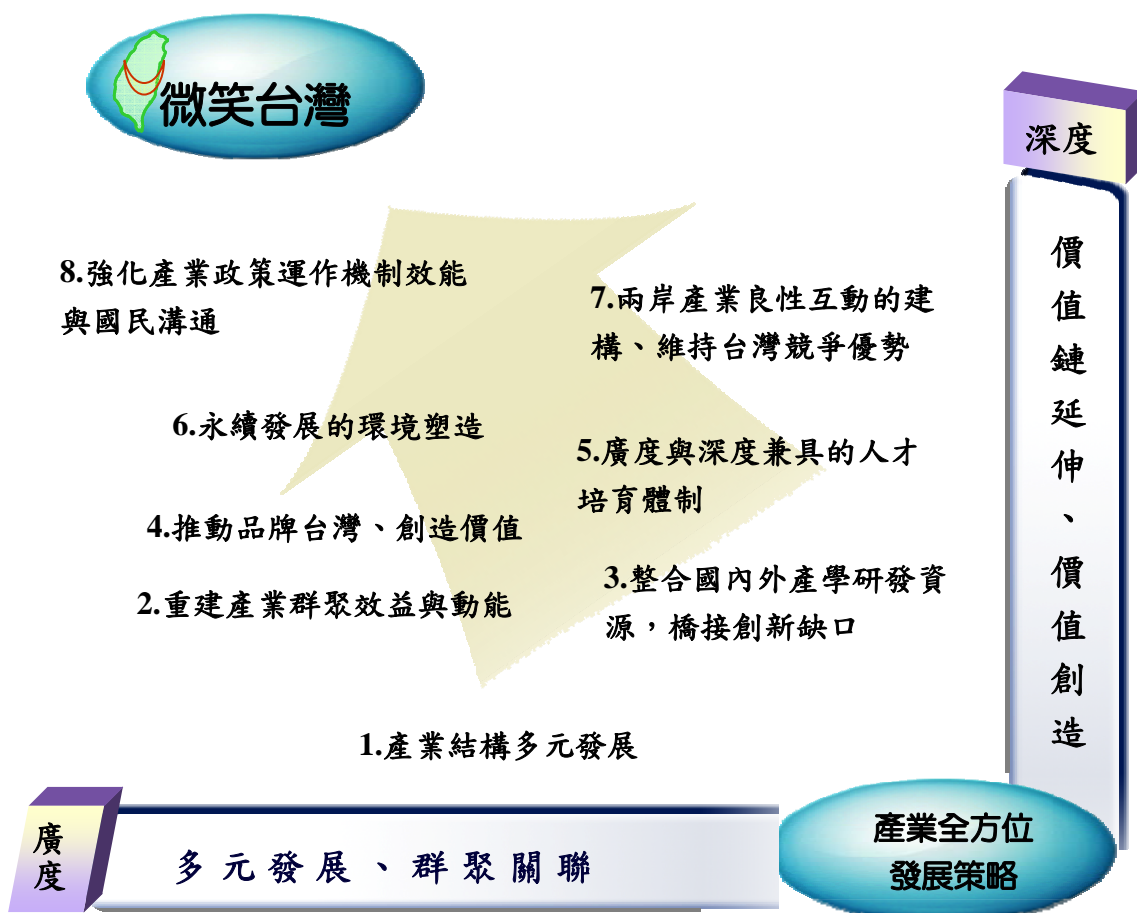 微笑台灣
深度
8.強化產業政策運作機制效能
與國民溝通
7.兩岸產業良性互動的建
構、維持台灣競爭優勢
6.永續發展的環境塑造
5.廣度與深度兼具的人才
培育體制
4.推動品牌台灣、創造價值
3.整合國內外產學研發資
源，橋接創新缺口
2.重建產業群聚效益與動能
1.產業結構多元發展
價值鏈延伸、價值創造
廣度
多元發展、群聚關聯
產業全方位
發展策略